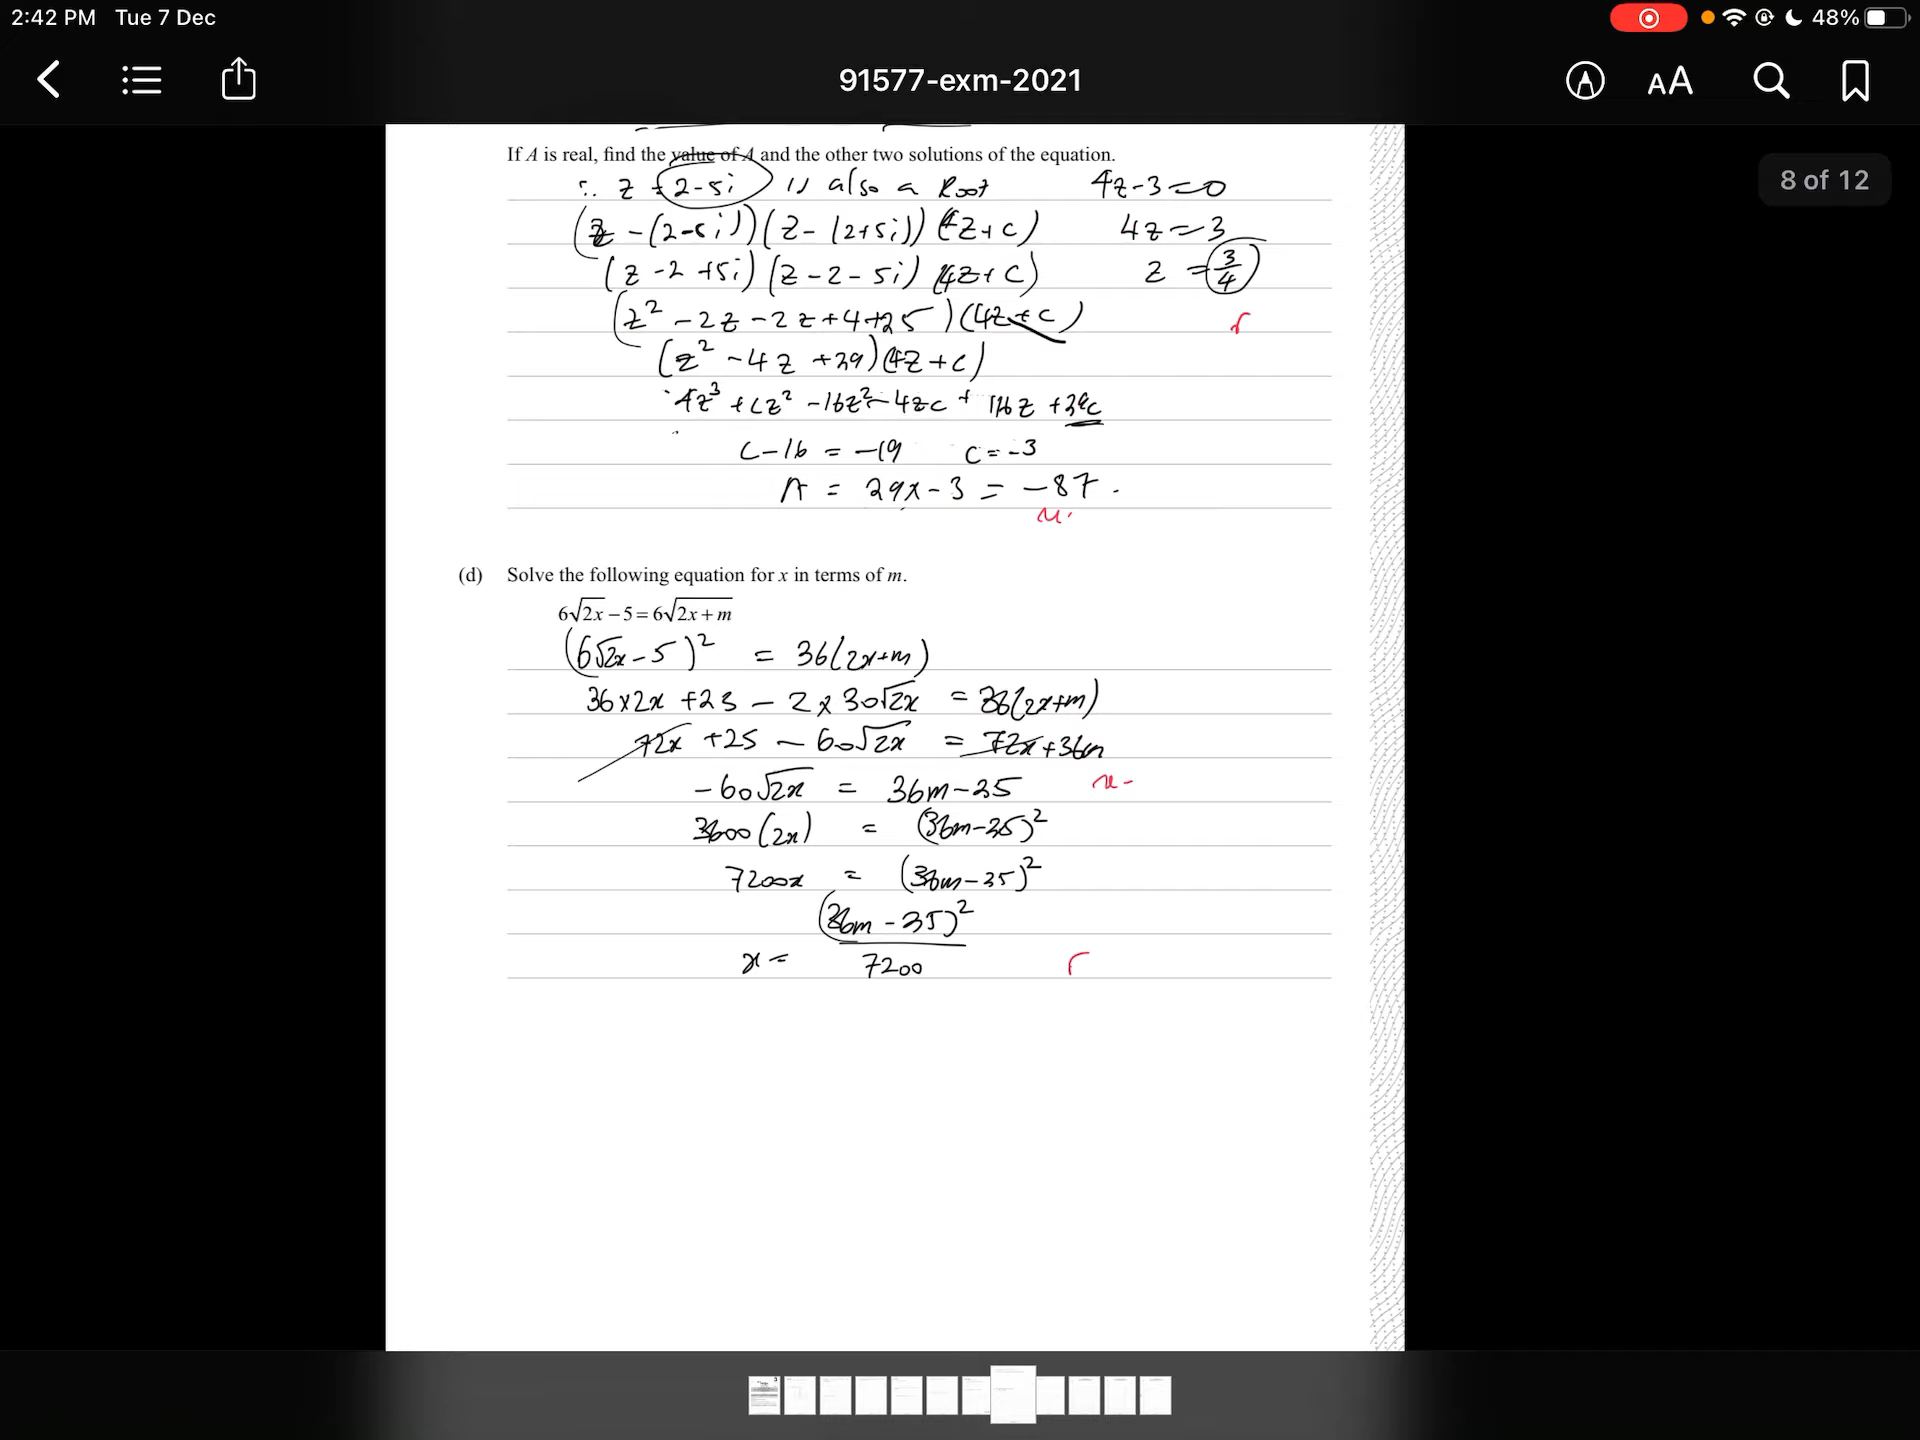 2:42 PM Tue 7 Dec
48%
91577-exm-2021
AA
8 of 12
If A is real, find the value of A and the other two solutions of the equation.
∴ z = 2-5i is also a Root
4z-3=0
(z-(2-5i))(z-(2+5i))(4z+c)
4z=3
(z-2+5i)(z-2-5i)(4z+c)
z = 3/4
(z²-2z-2z+4+25)(4z+c)
(z²-4z+29)(4z+c)
4z³+cz²-16z²-4zc+116z+29c
c-16=-19 c=-3
A = 29x-3 = -87.
(d) Solve the following equation for x in terms of m.
6√2x - 5 = 6√2x + m
(6√2x-5)² = 36(2x+m)
36x2x+25-2x30√2x = 36(2x+m)
72x+25-60√2x = 72x+36m
-60√2x = 36m-25
3600(2x) = (36m-25)²
7200x = (36m-25)²
(36m-25)²
x= 7200